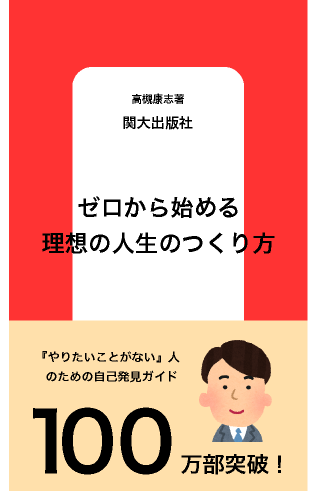 高槻康志著
関大出版社
ゼロから始める
理想の人生のつくり方
『やりたいことがない』人
のための自己発見ガイド
100
万部突破！